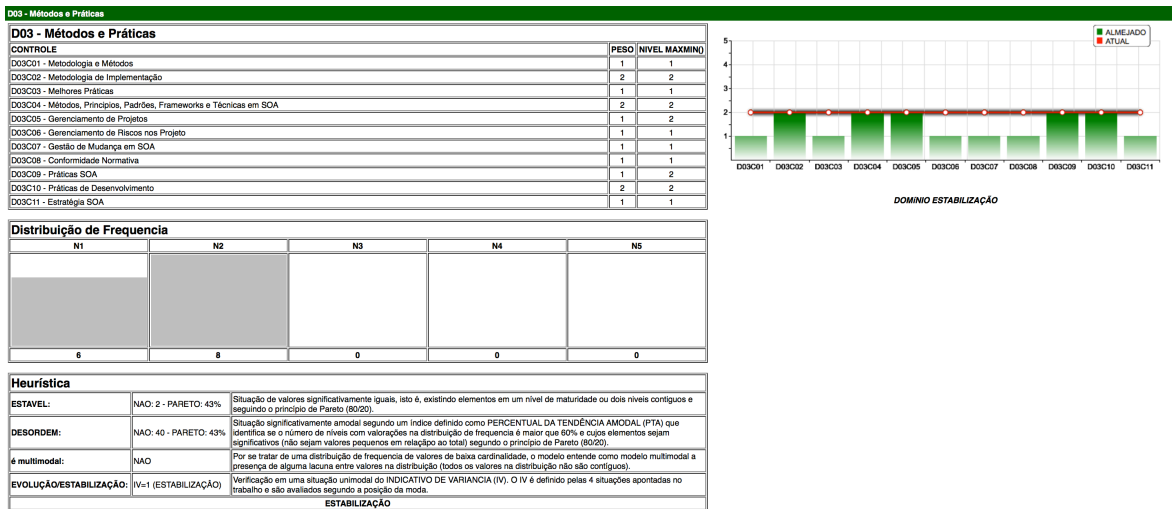 D03 - Métodos e Práticas
D03 - Métodos e Práticas
CONTROLE PESO NIVEL MAXMIN()
D03C01 - Metodologia e Métodos 1 1
D03C02 - Metodologia de Implementação 2 2
D03C03 - Melhores Práticas 1 1
D03C04 - Métodos, Princípios, Padrões, Frameworks e Técnicas em SOA 2 2
D03C05 - Gerenciamento de Projetos 1 2
D03C06 - Gerenciamento de Riscos nos Projeto 1 1
D03C07 - Gestão de Mudança em SOA 1 1
D03C08 - Conformidade Normativa 1 1
D03C09 - Práticas SOA 1 2
D03C10 - Práticas de Desenvolvimento 2 2
D03C11 - Estratégia SOA 1 1
ALMEJADO
ATUAL
5
4
3
2
1
D03C01 D03C02 D03C03 D03C04 D03C05 D03C06 D03C07 D03C08 D03C09 D03C10 D03C11
DOMíNIO ESTABILIZAÇÃO
Distribuição de Frequencia
N1 N2 N3 N4 N5
6 8 0 0 0
Heurística
ESTAVEL: NAO: 2 - PARETO: 43% Situação de valores significativamente iguais, isto é, existindo elementos em um nível de maturidade ou dois niveis contiguos e
seguindo o princípio de Pareto (80/20).
DESORDEM: NAO: 40 - PARETO: 43% Situação significativamente amodal segundo um índice definido como PERCENTUAL DA TENDÊNCIA AMODAL (PTA) que
identifica se o número de níveis com valorações na distribuição de frequencia é maior que 60% e cujos elementos sejam
significativos (não sejam valores pequenos em relaçãpo ao total) segundo o princípio de Pareto (80/20).
é multimodal: NAO Por se tratar de uma distribuição de frequencia de valores de baixa cardinalidade, o modelo entende como modelo multimodal a
presença de alguma lacuna entre valores na distribuição (todos os valores na distribuição não são contíguos).
EVOLUÇÃO/ESTABILIZAÇÃO: IV=1 (ESTABILIZAÇÃO) Verificação em uma situação unimodal do INDICATIVO DE VARIANCIA (IV). O IV é definido pelas 4 situações apontadas no
trabalho e são avaliados segundo a posição da moda.
ESTABILIZAÇÃO